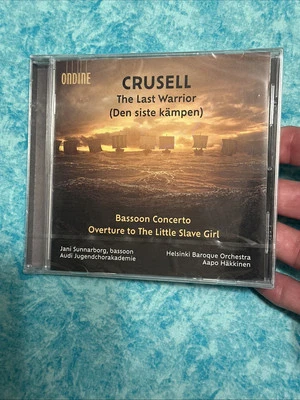 ONDINE
CRUSELL
The Last Warrior
(Den siste kämpen)
Bassoon Concerto
Overture to The Little Slave Girl
Jani Sunnarborg, bassoon
Audi Jugendchorakademie
Helsinki Baroque Orchestra
Aapo Häkkinen